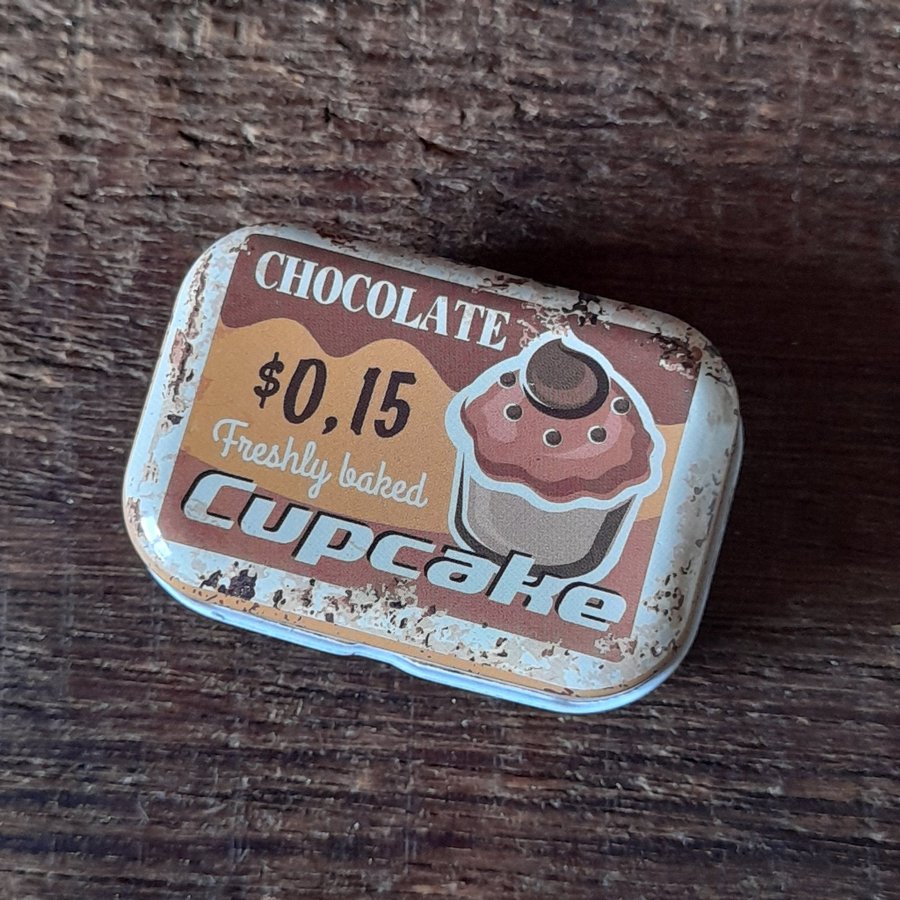 CHOCOLATE
$0,15
Freshly baked
Cupcake